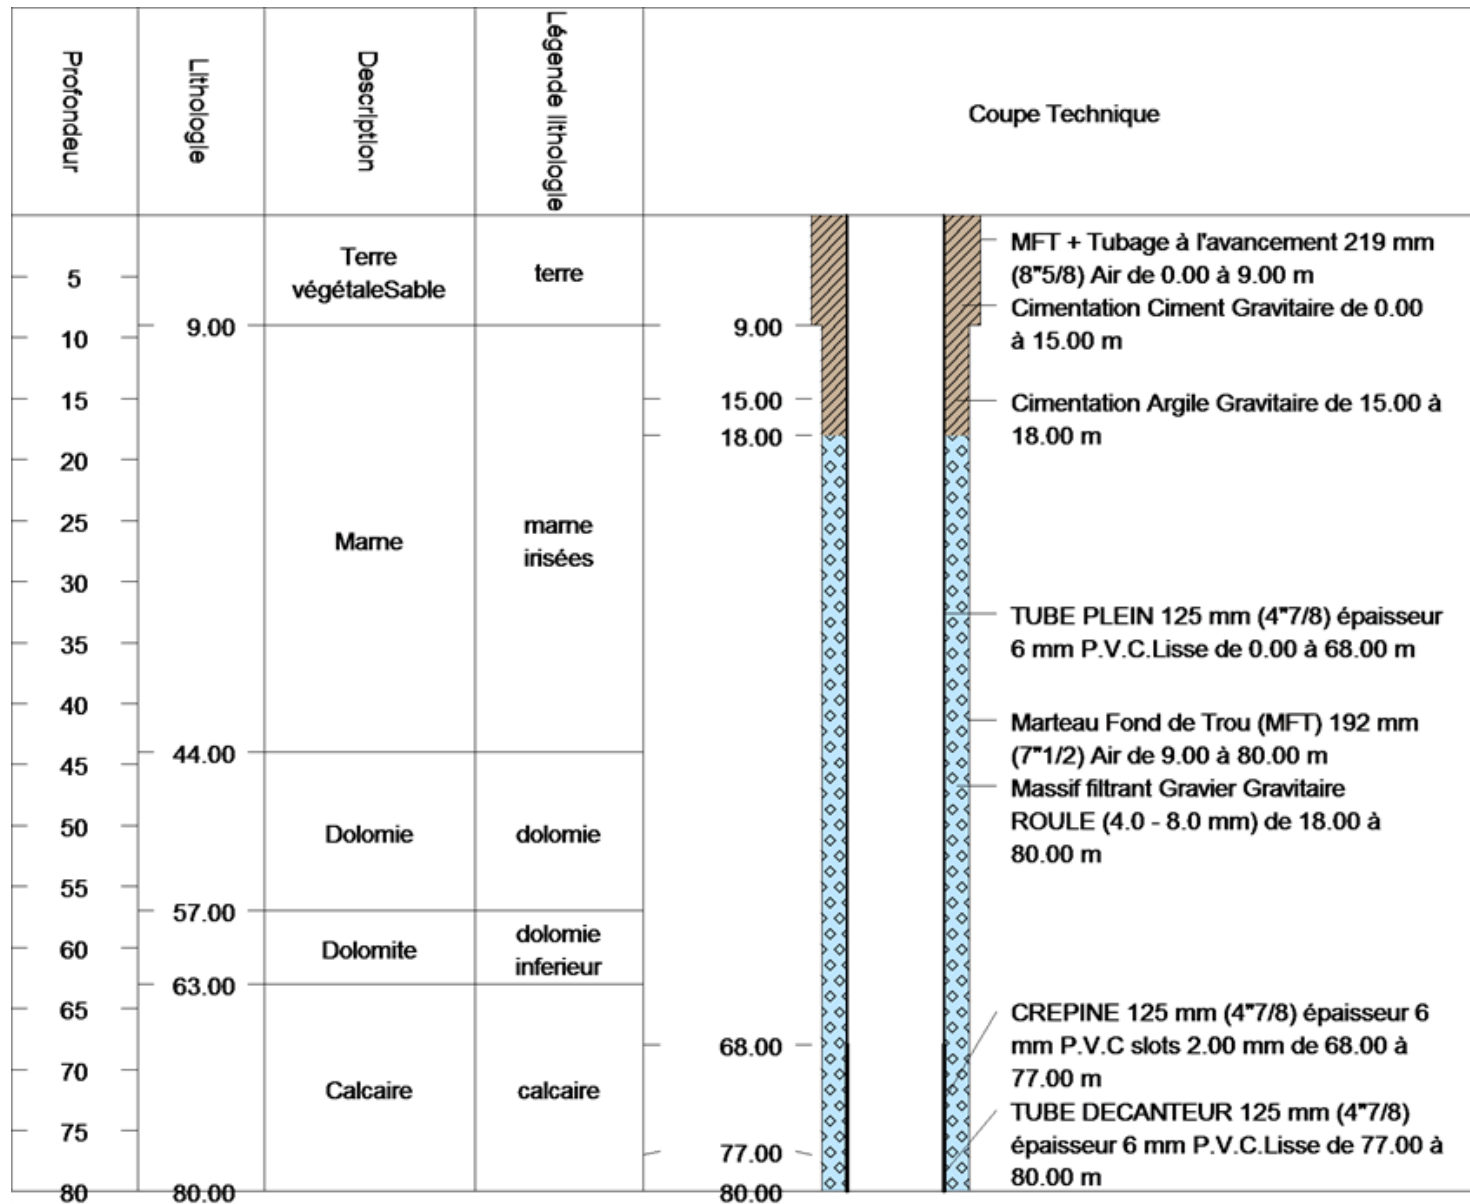 Profondeur
Lithologie
Description
Légende lithologie
Coupe Technique
5
10
15
20
25
30
35
40
45
50
55
60
65
70
75
80
9.00
44.00
57.00
63.00
80.00
Terre
végétaleSable
Marne
Dolomie
Dolomite
Calcaire
terre
marne
irisées
dolomie
dolomie
inferieur
calcaire
9.00
15.00
18.00
68.00
77.00
80.00
MFT + Tubage à l'avancement 219 mm
(8"5/8) Air de 0.00 à 9.00 m
Cimentation Ciment Gravitaire de 0.00
à 15.00 m
Cimentation Argile Gravitaire de 15.00 à
18.00 m
TUBE PLEIN 125 mm (4"7/8) épaisseur
6 mm P.V.C.Lisse de 0.00 à 68.00 m
Marteau Fond de Trou (MFT) 192 mm
(7"1/2) Air de 9.00 à 80.00 m
Massif filtrant Gravier Gravitaire
ROULE (4.0 - 8.0 mm) de 18.00 à
80.00 m
CREPINE 125 mm (4"7/8) épaisseur 6
mm P.V.C slots 2.00 mm de 68.00 à
77.00 m
TUBE DECANTEUR 125 mm (4"7/8)
épaisseur 6 mm P.V.C.Lisse de 77.00 à
80.00 m